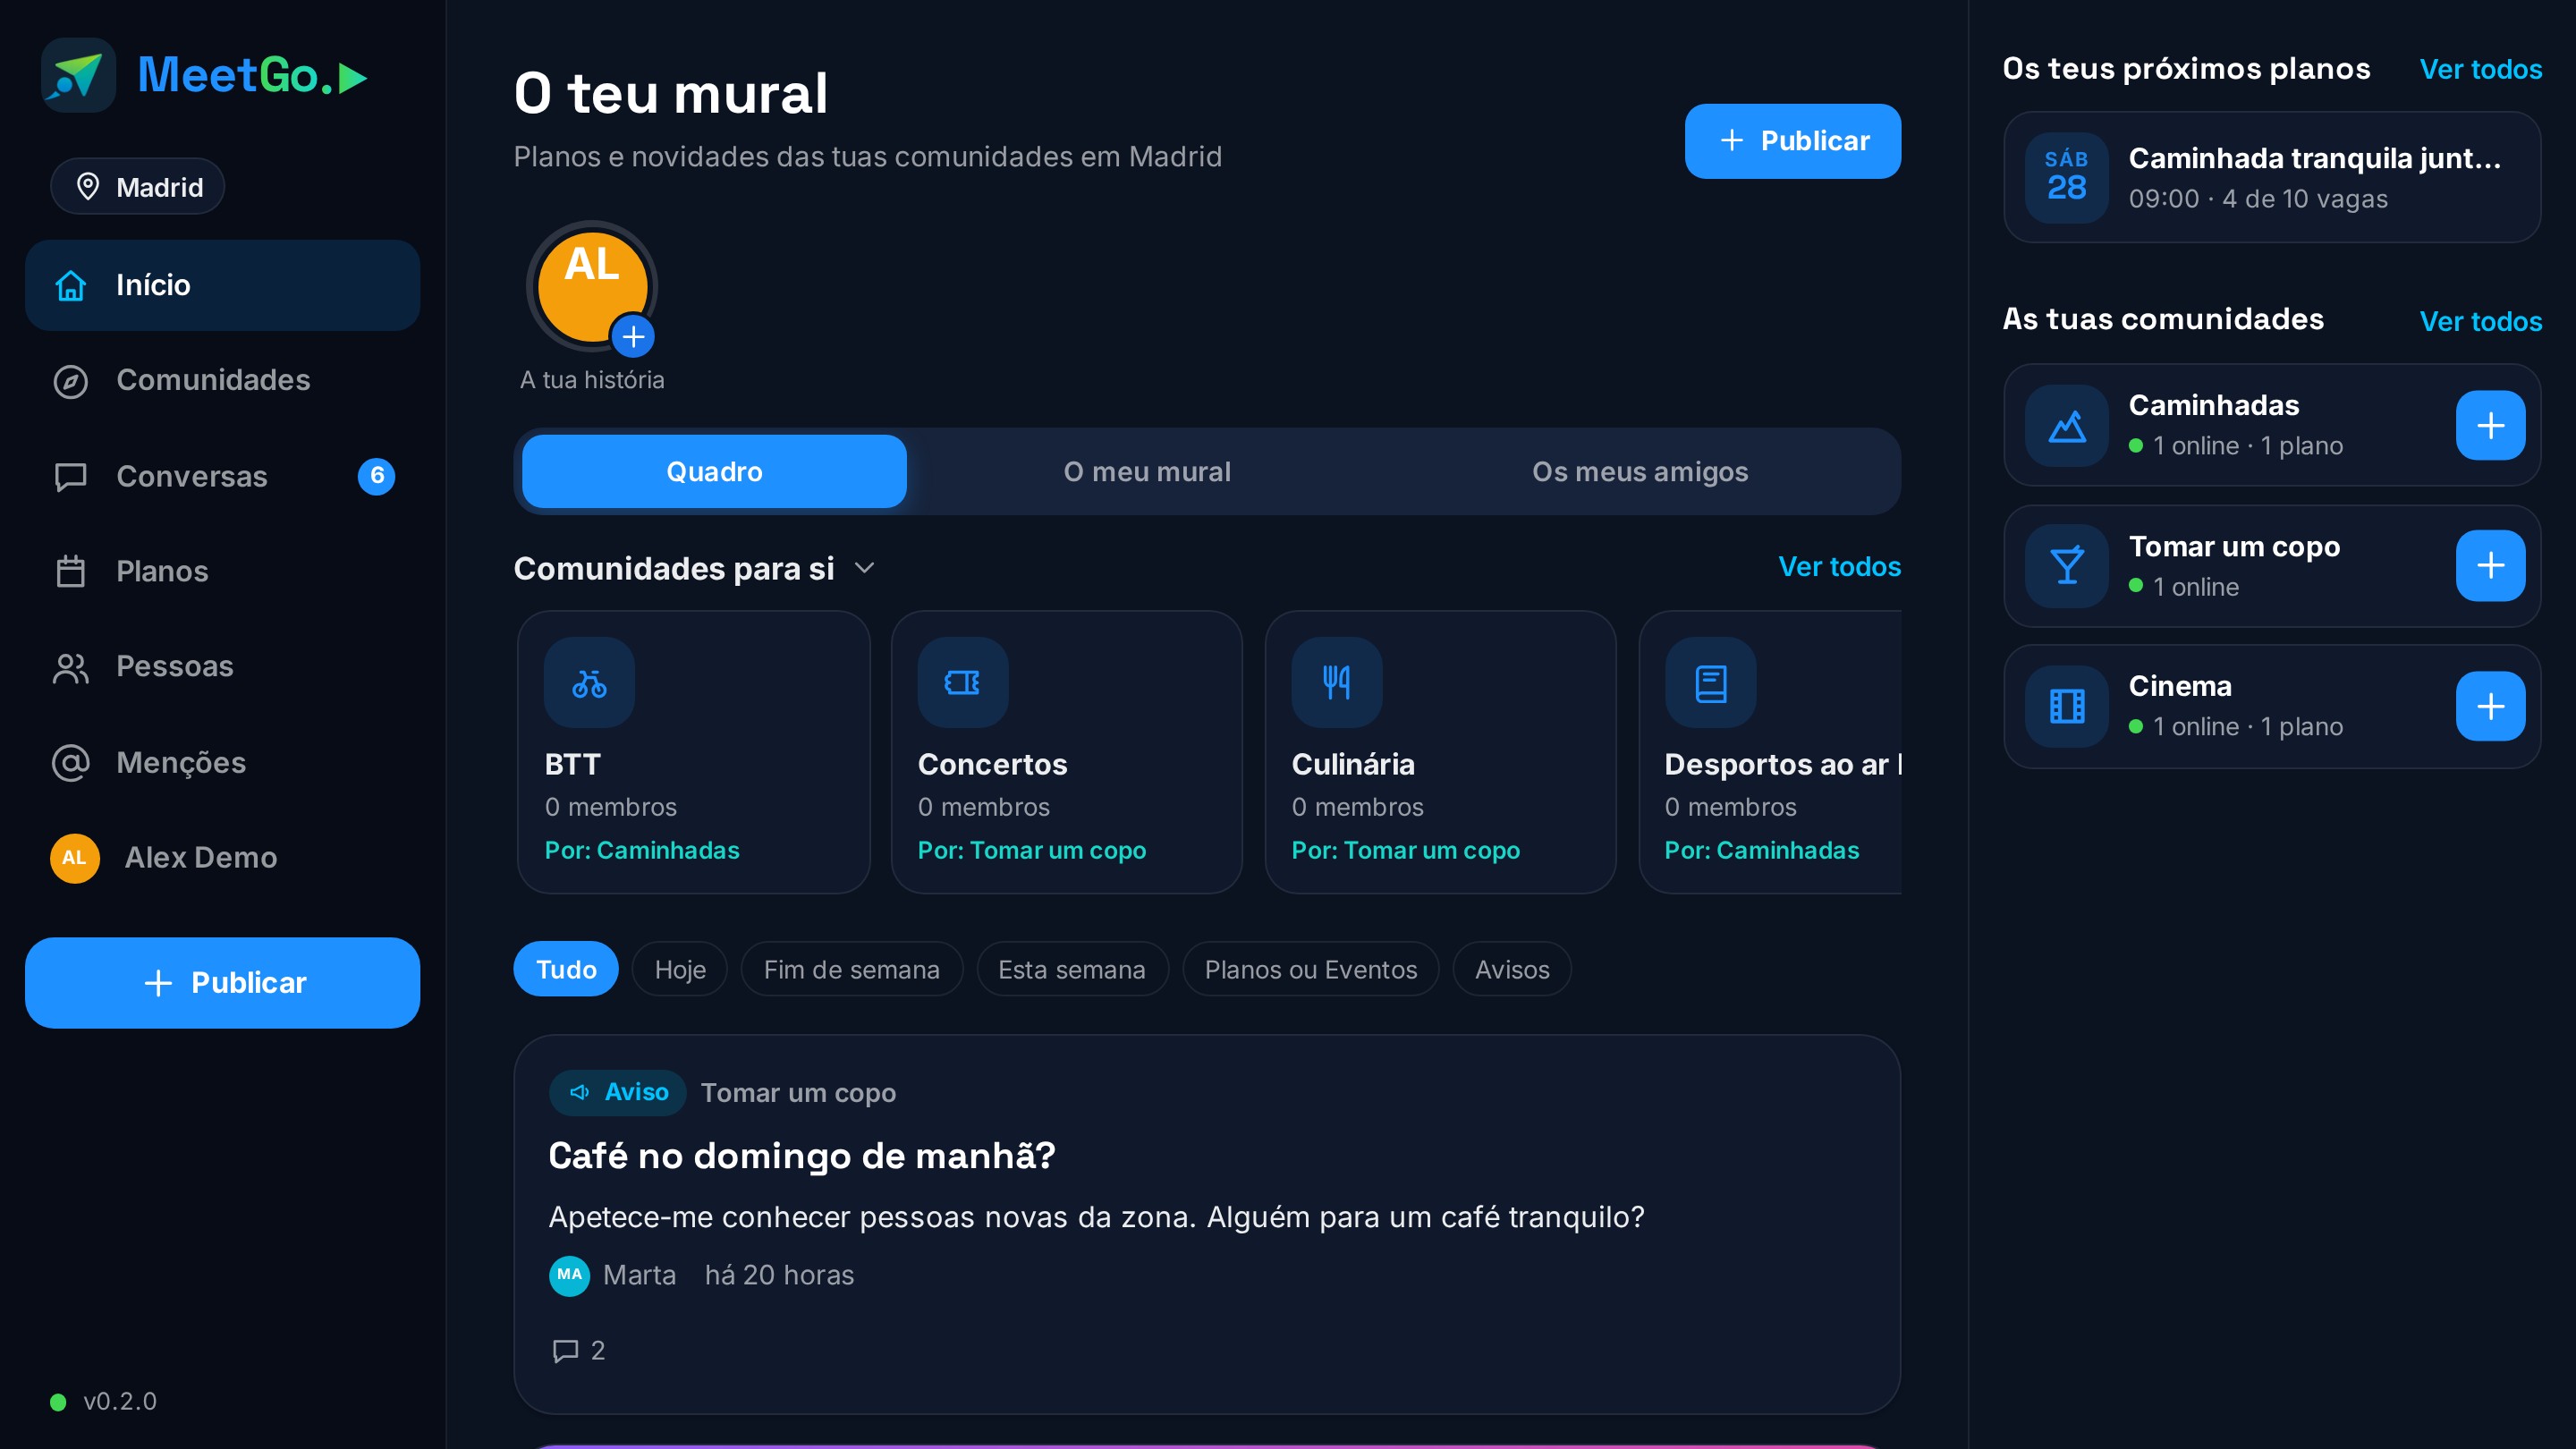 MeetGo.
Madrid
Início
Comunidades
Conversas
6
Planos
Pessoas
Menções
AL
Alex Demo
Publicar
v0.2.0
O teu mural
Planos e novidades das tuas comunidades em Madrid
Publicar
AL
A tua história
Quadro
O meu mural
Os meus amigos
Comunidades para si
Ver todos
BTT
0 membros
Por: Caminhadas
Concertos
0 membros
Por: Tomar um copo
Culinária
0 membros
Por: Tomar um copo
Desportos ao ar
0 membros
Por: Caminhadas
Tudo
Hoje
Fim de semana
Esta semana
Planos ou Eventos
Avisos
Aviso
Tomar um copo
Café no domingo de manhã?
Apetece-me conhecer pessoas novas da zona. Alguém para um café tranquilo?
MA
Marta
há 20 horas
2
Os teus próximos planos
Ver todos
SÁB
28
Caminhada tranquila junt...
09:00 · 4 de 10 vagas
As tuas comunidades
Ver todos
Caminhadas
1 online · 1 plano
Tomar um copo
1 online
Cinema
1 online · 1 plano